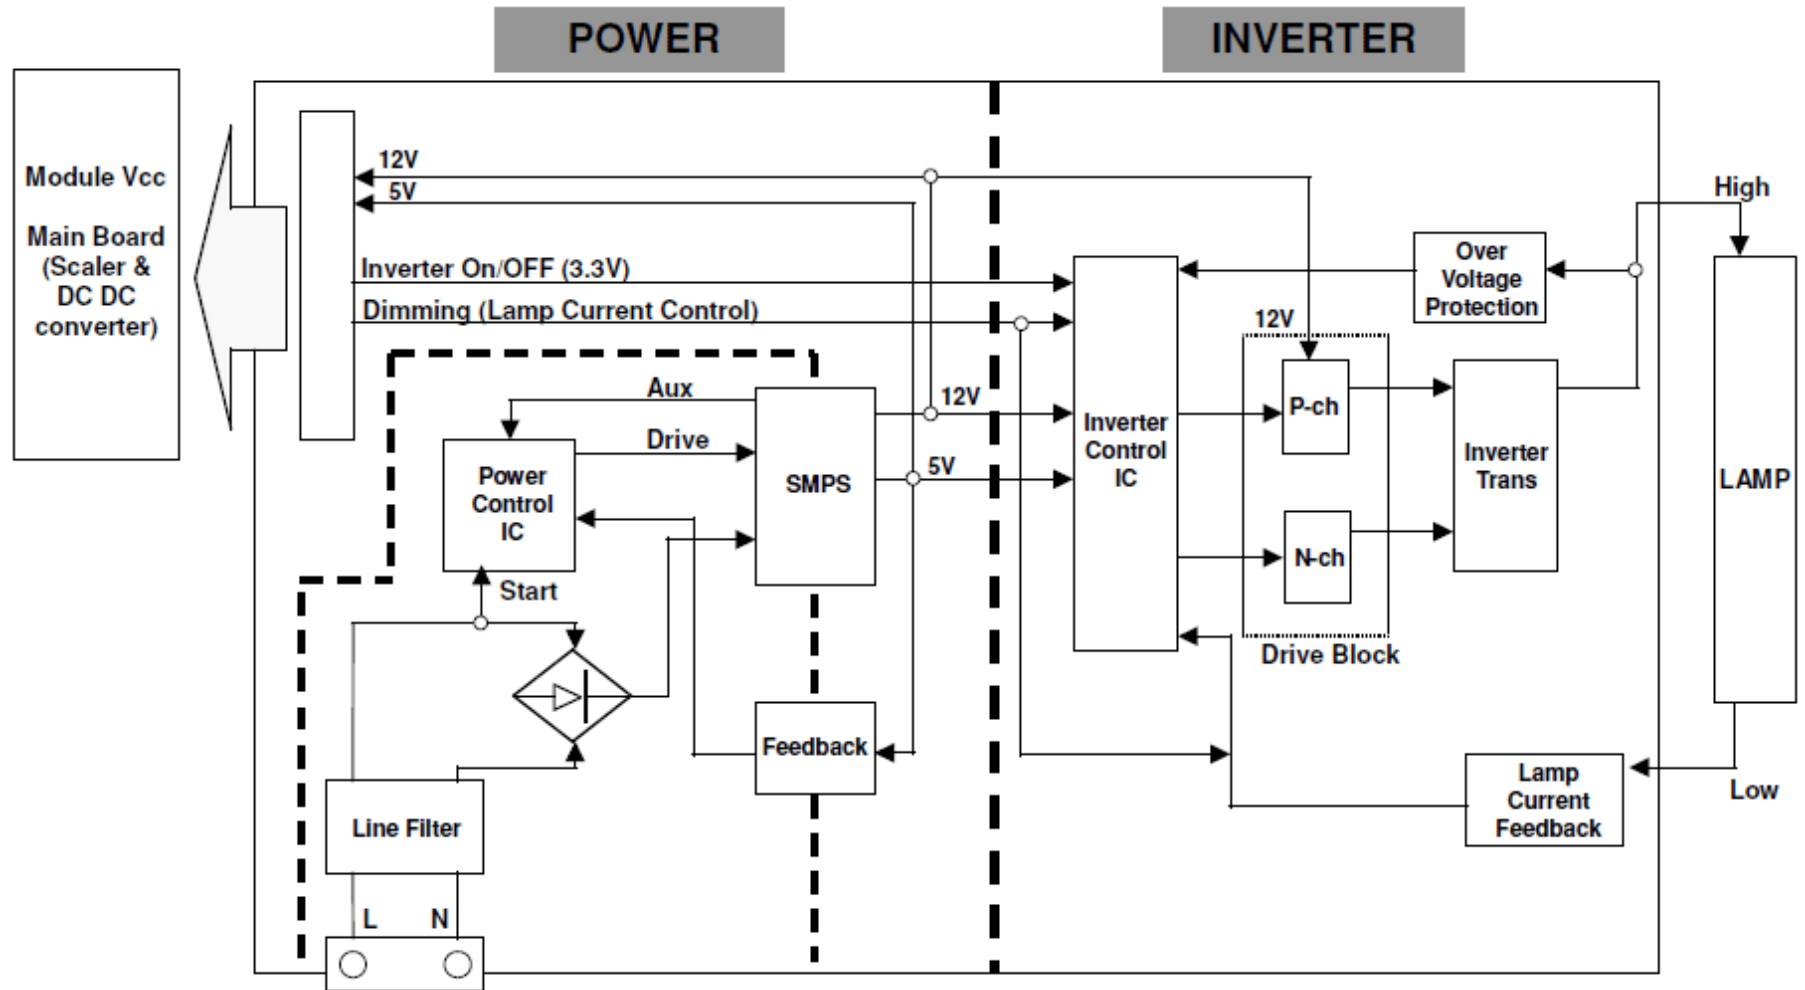 POWER
INVERTER
Module Vcc
Main Board
(Scaler &
DC DC
converter)
12V
5V
Inverter On/OFF (3.3V)
Dimming (Lamp Current Control)
Aux
Drive
Power
Control
IC
Start
SMPS
12V
5V
Feedback
Line Filter
L
N
Inverter
Control
IC
12V
P-ch
N-ch
Drive Block
Over
Voltage
Protection
Inverter
Trans
High
LAMP
Low
Lamp
Current
Feedback